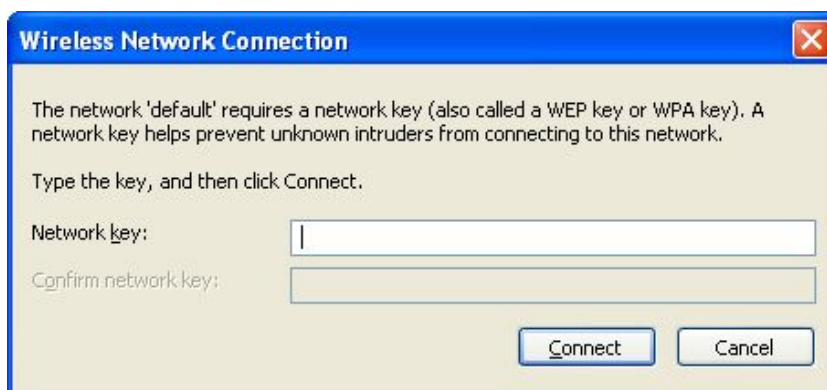 Wireless Network Connection
The network 'default' requires a network key (also called a WEP key or WPA key). A
network key helps prevent unknown intruders from connecting to this network.
Type the key, and then click Connect.
Network key:
Confirm network key:
Connect Cancel